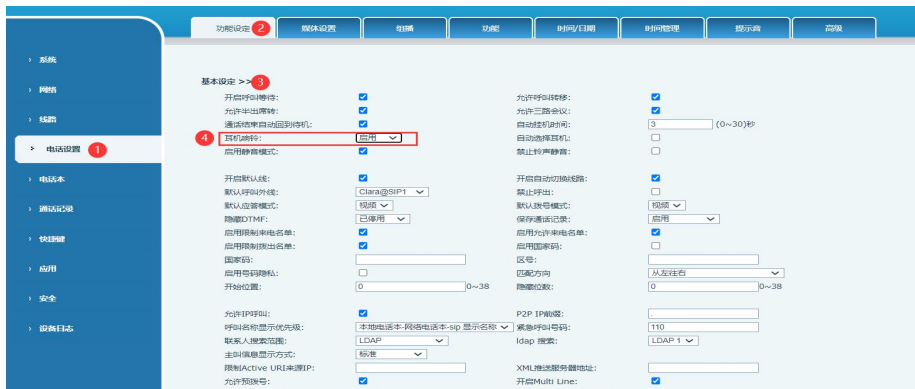 功能设定 2 媒体设置 组播 功能 时间/日期 时间管理 提示音 高级
› 系统
› 网络
› 线路
› 电话设置 1
› 电话本
› 通话记录
› 快捷键
› 应用
› 安全
› 设备日志
基本设定 >> 3
开启呼叫等待: 允许呼叫转移:
允许半出席转: 允许三路会议:
通话结束自动回到待机: 自动挂机时间: 3 (0~30)秒
4 耳机响铃: 启用 自动选择耳机:
启用静音模式: 禁止铃声静音:
开启默认线: 开启自动切换线路:
默认呼叫外线: Clara@SIP1 禁止呼出:
默认应答模式: 视频 默认拨号模式: 视频
隐藏DTMF: 已停用 保存通话记录: 启用
启用限制来电名单: 启用允许来电名单:
启用限制拨出名单: 启用国家码:
国家码: 区号:
启用号码隐私: 匹配方向 从左往右
开始位置: 0 0~38 隐藏位数: 0 0~38
允许IP呼叫: P2P IP前缀: .
呼叫名称显示优先级: 本地电话本-网络电话本-sip 显示名称 紧急呼叫号码: 110
联系人搜索范围: LDAP ldap 搜索: LDAP 1
主叫信息显示方式: 标准
限制Active URI来源IP: XML推送服务器地址:
允许预拨号: 开启Multi Line: